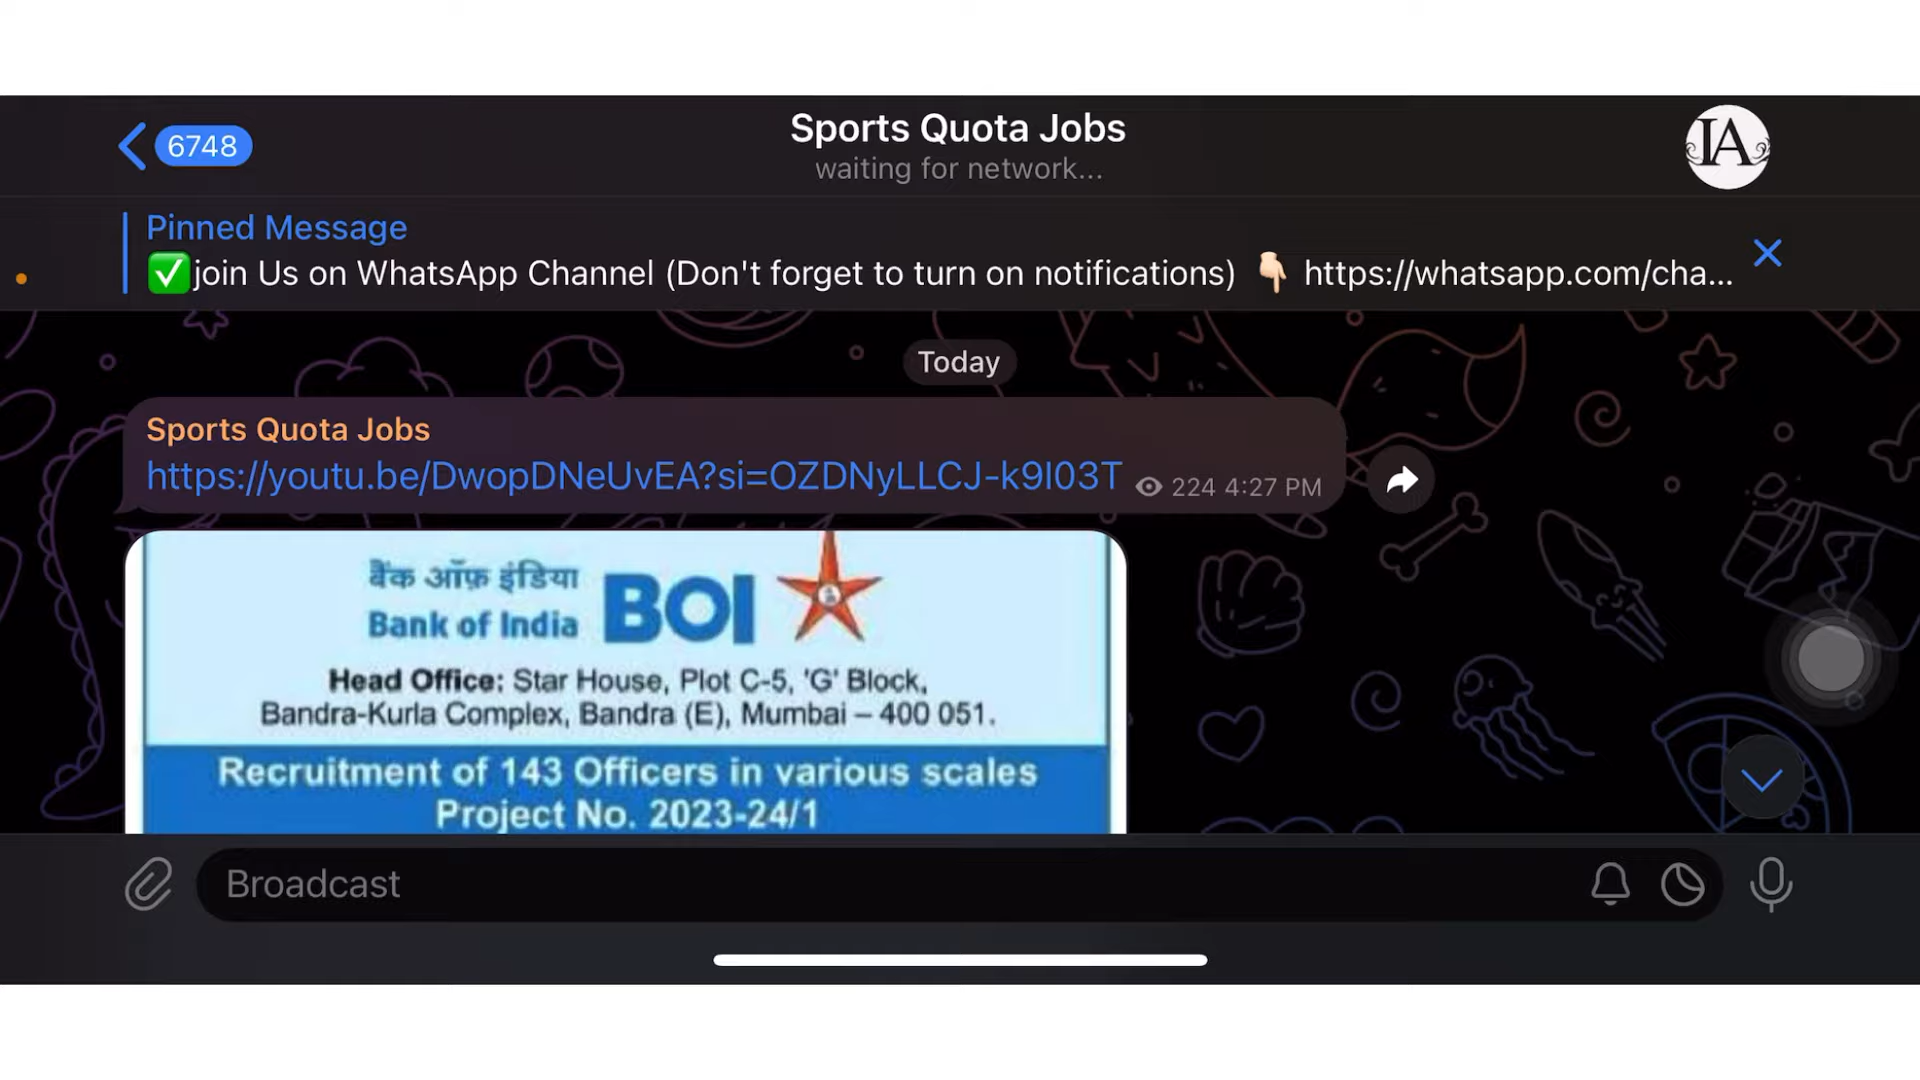 6748
Sports Quota Jobs
waiting for network...
IA
Pinned Message
✅join Us on WhatsApp Channel (Don't forget to turn on notifications) 👇🏻 https://whatsapp.com/cha...
Today
Sports Quota Jobs
https://youtu.be/DwopDNeUvEA?si=OZDNyLLCJ-k9I03T 224 4:27 PM
बैंक ऑफ़ इंडिया
Bank of India BOI
Head Office: Star House, Plot C-5, 'G' Block,
Bandra-Kurla Complex, Bandra (E), Mumbai – 400 051.
Recruitment of 143 Officers in various scales
Project No. 2023-24/1
Broadcast